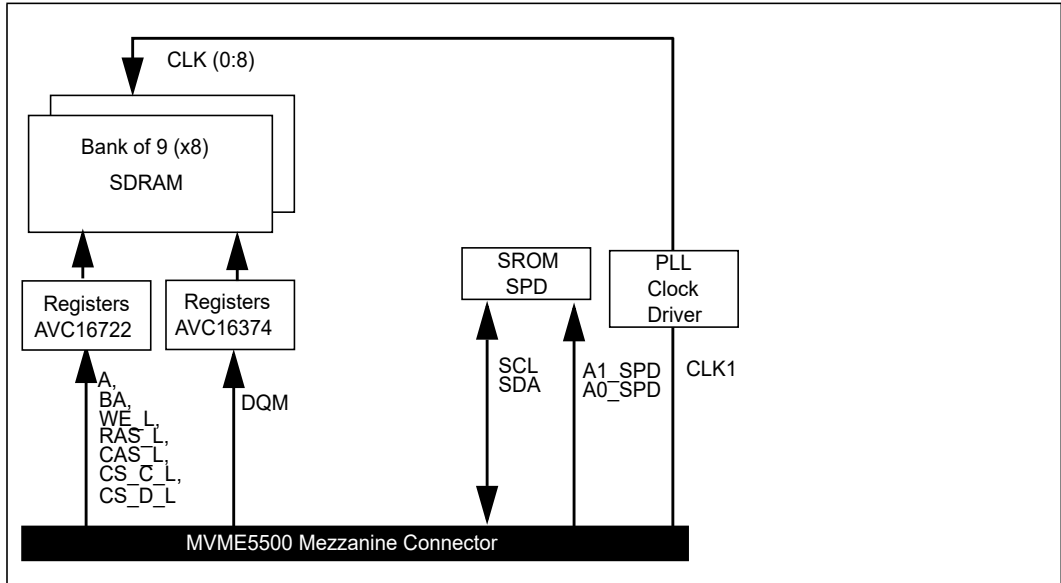 CLK (0:8)
Bank of 9 (x8)
SDRAM
SROM
SPD
PLL
Clock
Driver
Registers
AVC16722
Registers
AVC16374
A,
BA,
WE_L,
RAS_L,
CAS_L,
CS_C_L,
CS_D_L
DQM
SCL
SDA
A1_SPD
A0_SPD
CLK1
MVME5500 Mezzanine Connector